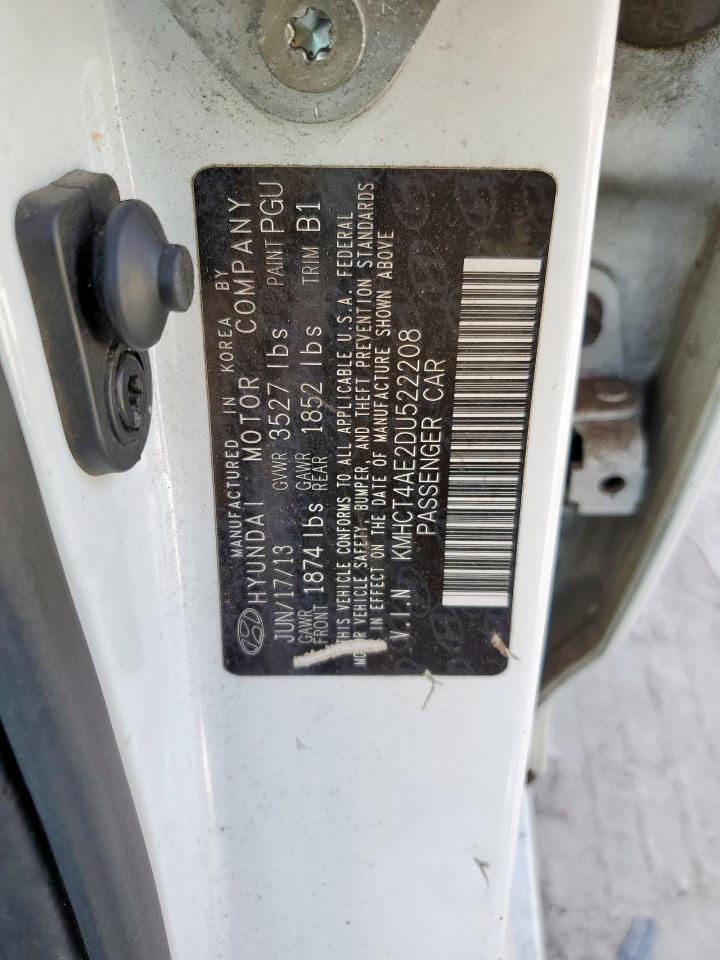 MANUFACTURED IN KOREA BY
HYUNDAI MOTOR COMPANY
JUN/17/13 GVWR 3527 lbs PAINT PGU
GAWR FRONT 1874 lbs GAWR REAR 1852 lbs TRIM B1
THIS VEHICLE CONFORMS TO ALL APPLICABLE U.S.A. FEDERAL
MOTOR VEHICLE SAFETY, BUMPER, AND THEFT PREVENTION STANDARDS
IN EFFECT ON THE DATE OF MANUFACTURE SHOWN ABOVE
V.I.N KMHCT4AE2DU522208
PASSENGER CAR